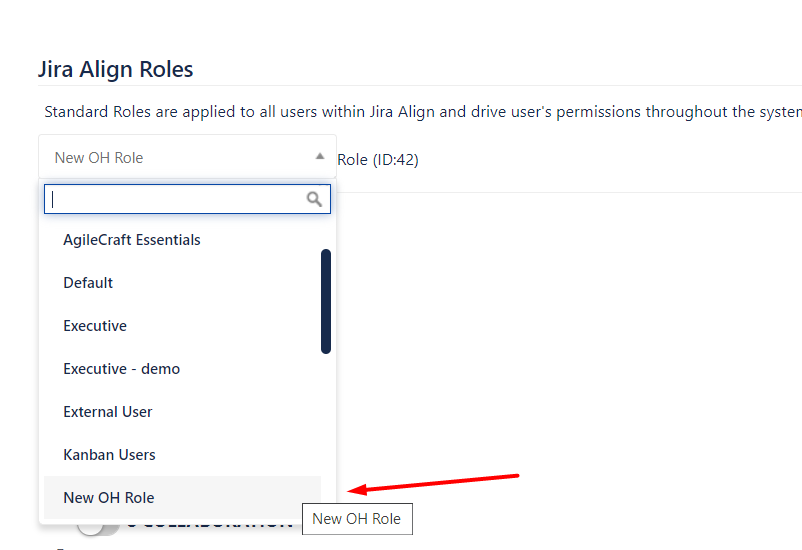 Jira Align Roles
Standard Roles are applied to all users within Jira Align and drive user's permissions throughout the system
New OH Role
Role (ID:42)
AgileCraft Essentials
Default
Executive
Executive - demo
External User
Kanban Users
New OH Role
New OH Role